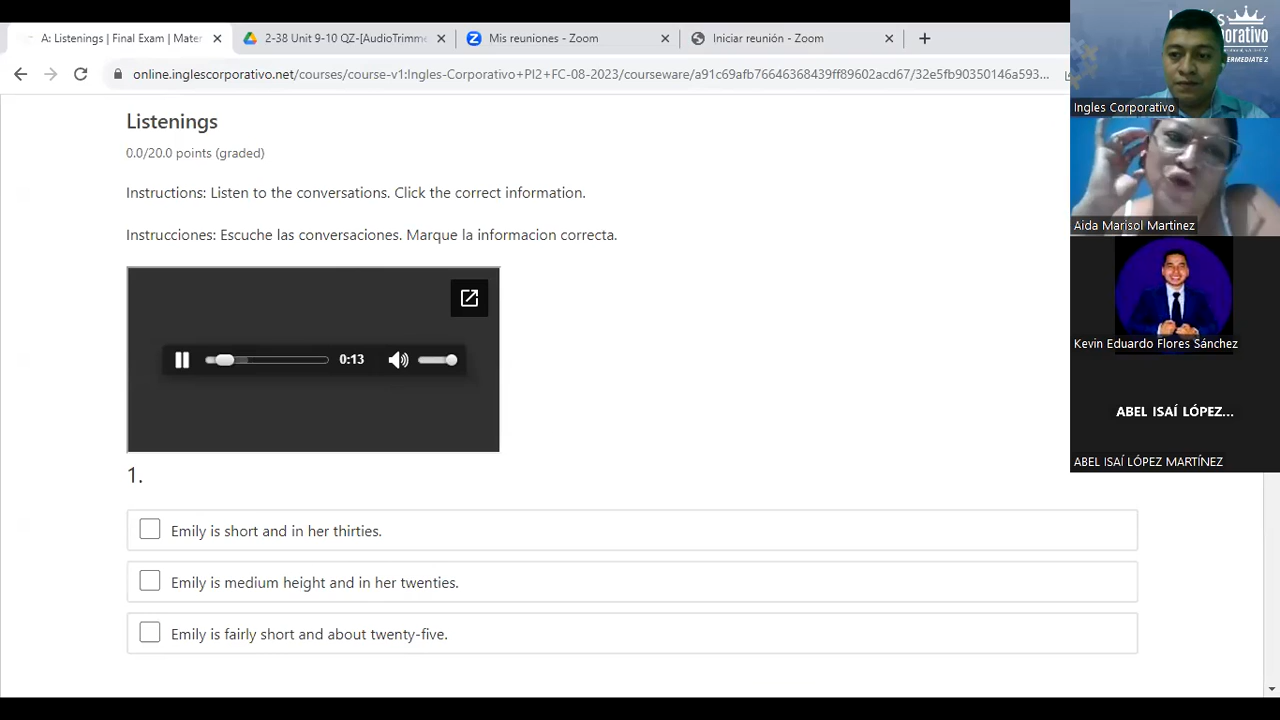 A: Listenings | Final Exam | Mater
2-38 Unit 9-10 QZ-[AudioTrimme
Mis reuniones - Zoom
Iniciar reunión - Zoom
online.inglescorporativo.net/courses/course-v1:Ingles-Corporativo+PI2+FC-08-2023/courseware/a91c69afb76646368439ff89602acd67/32e5fb90350146a593...
Listenings
0.0/20.0 points (graded)
Instructions: Listen to the conversations. Click the correct information.
Instrucciones: Escuche las conversaciones. Marque la informacion correcta.
0:13
1.
Emily is short and in her thirties.
Emily is medium height and in her twenties.
Emily is fairly short and about twenty-five.
Ingles Corporativo
Aida Marisol Martinez
Kevin Eduardo Flores Sánchez
ABEL ISAÍ LÓPEZ...
ABEL ISAÍ LÓPEZ MARTÍNEZ